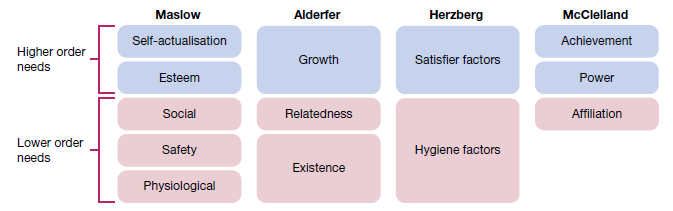 Maslow Alderfer Herzberg McClelland
Higher order
needs
Self-actualisation
Esteem
Growth
Satisfier factors
Achievement
Power
Lower order
needs
Social
Safety
Physiological
Relatedness
Existence
Hygiene factors
Affiliation